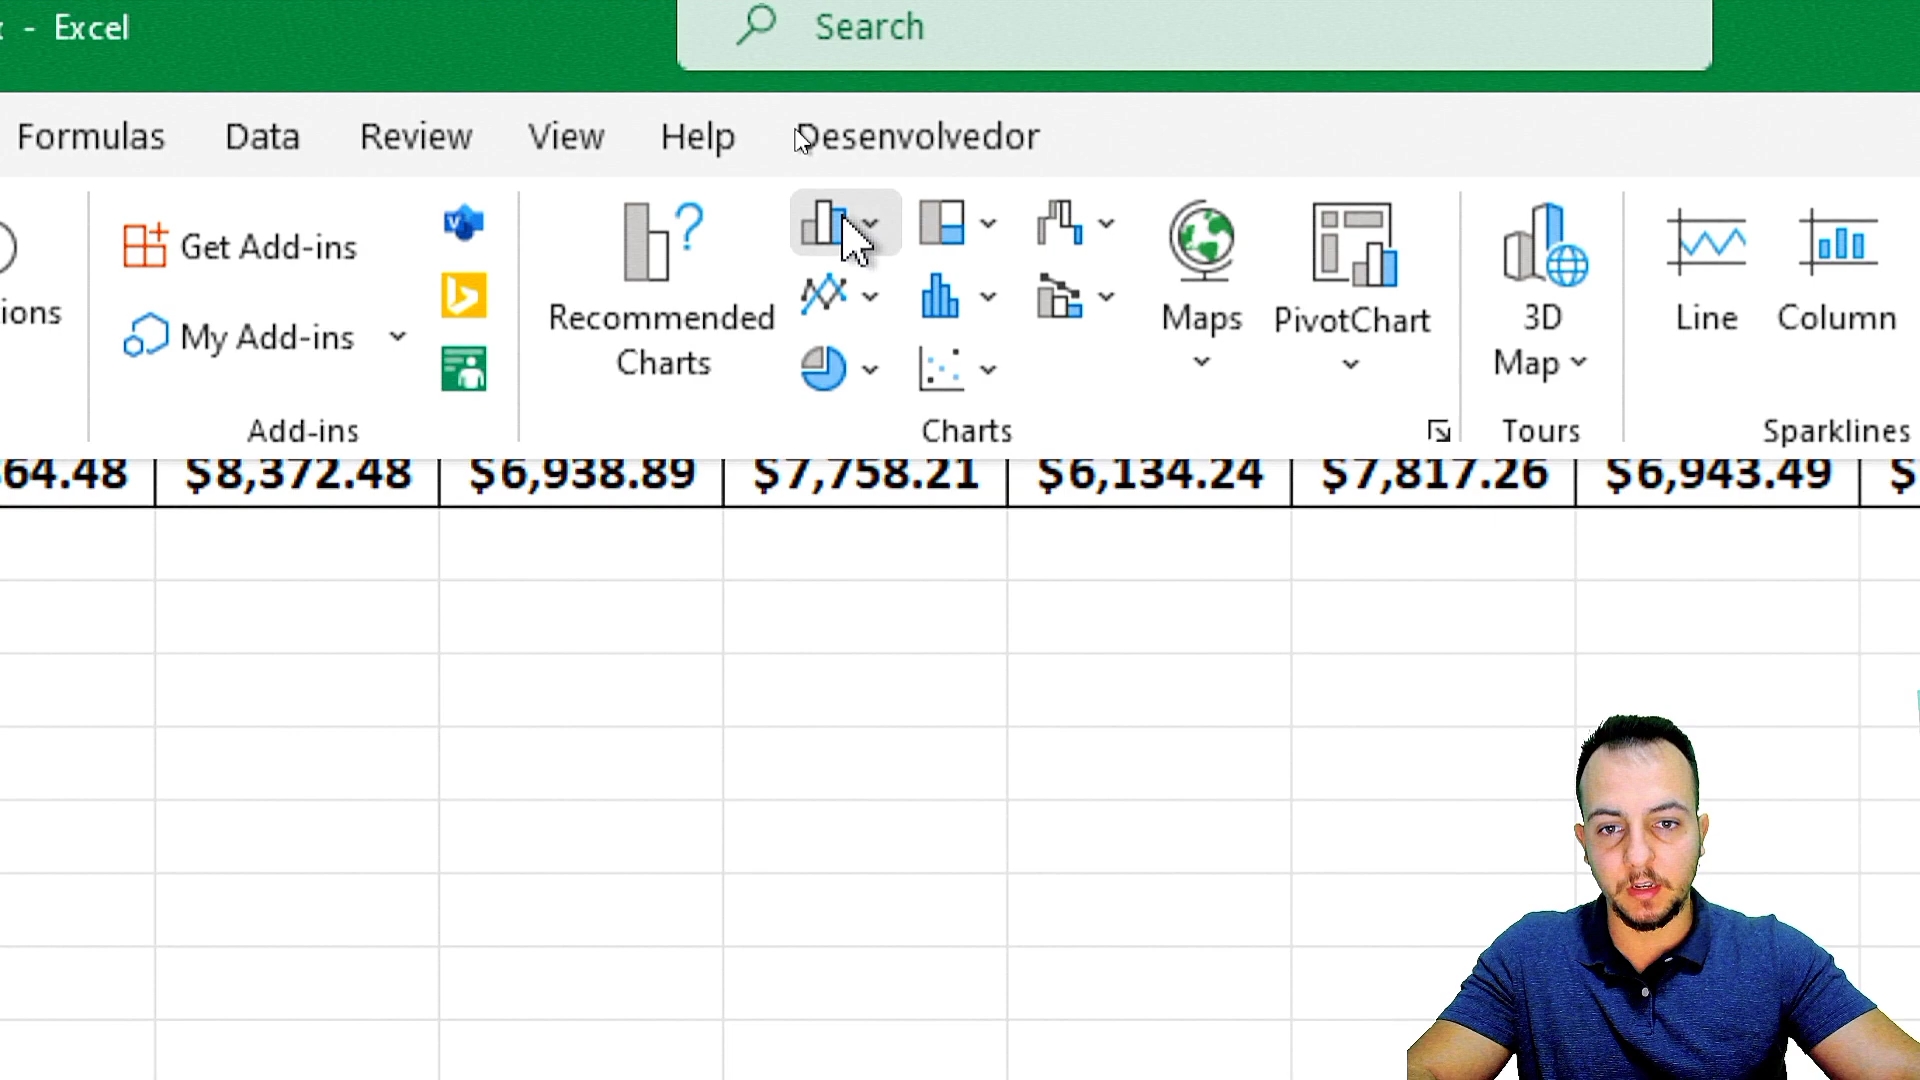 - Excel
Search
Formulas Data Review View Help Desenvolvedor
Get Add-ins
My Add-ins
Recommended
Charts
Maps
PivotChart
3D
Map
Line
Column
Add-ins
Charts
Tours
Sparklines
64.48 $8,372.48 $6,938.89 $7,758.21 $6,134.24 $7,817.26 $6,943.49 $